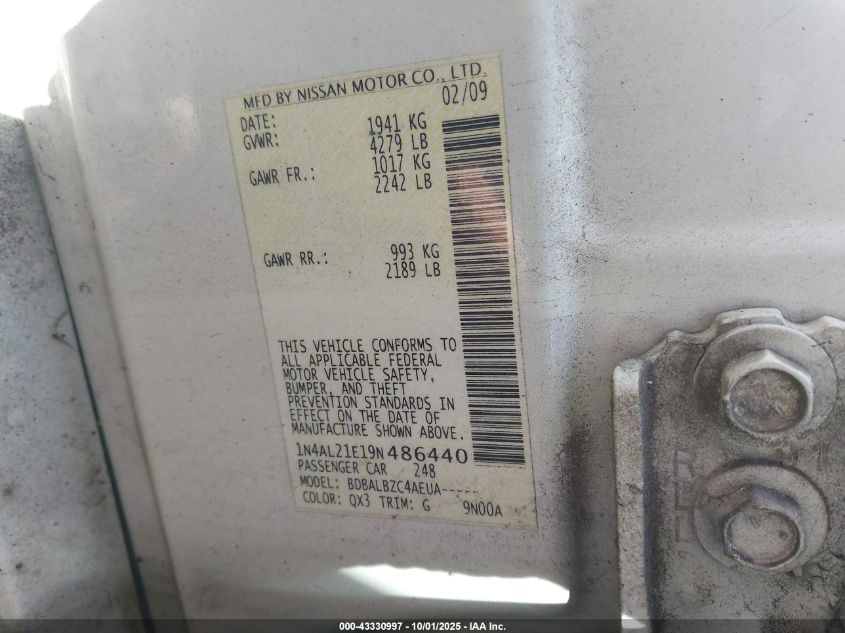 MFD BY NISSAN MOTOR CO., LTD.
DATE: 02/09
GVWR: 1941 KG
4279 LB
GAWR FR.: 1017 KG
2242 LB
GAWR RR.: 993 KG
2189 LB
THIS VEHICLE CONFORMS TO
ALL APPLICABLE FEDERAL
MOTOR VEHICLE SAFETY,
BUMPER, AND THEFT
PREVENTION STANDARDS IN
EFFECT ON THE DATE OF
MANUFACTURE SHOWN ABOVE.
1N4AL21E19N486440
PASSENGER CAR 248
MODEL: BDBALBZC4AEUA-----
COLOR: QX3 TRIM: G 9N00A
000-43330997 - 10/01/2025 - IAA Inc.